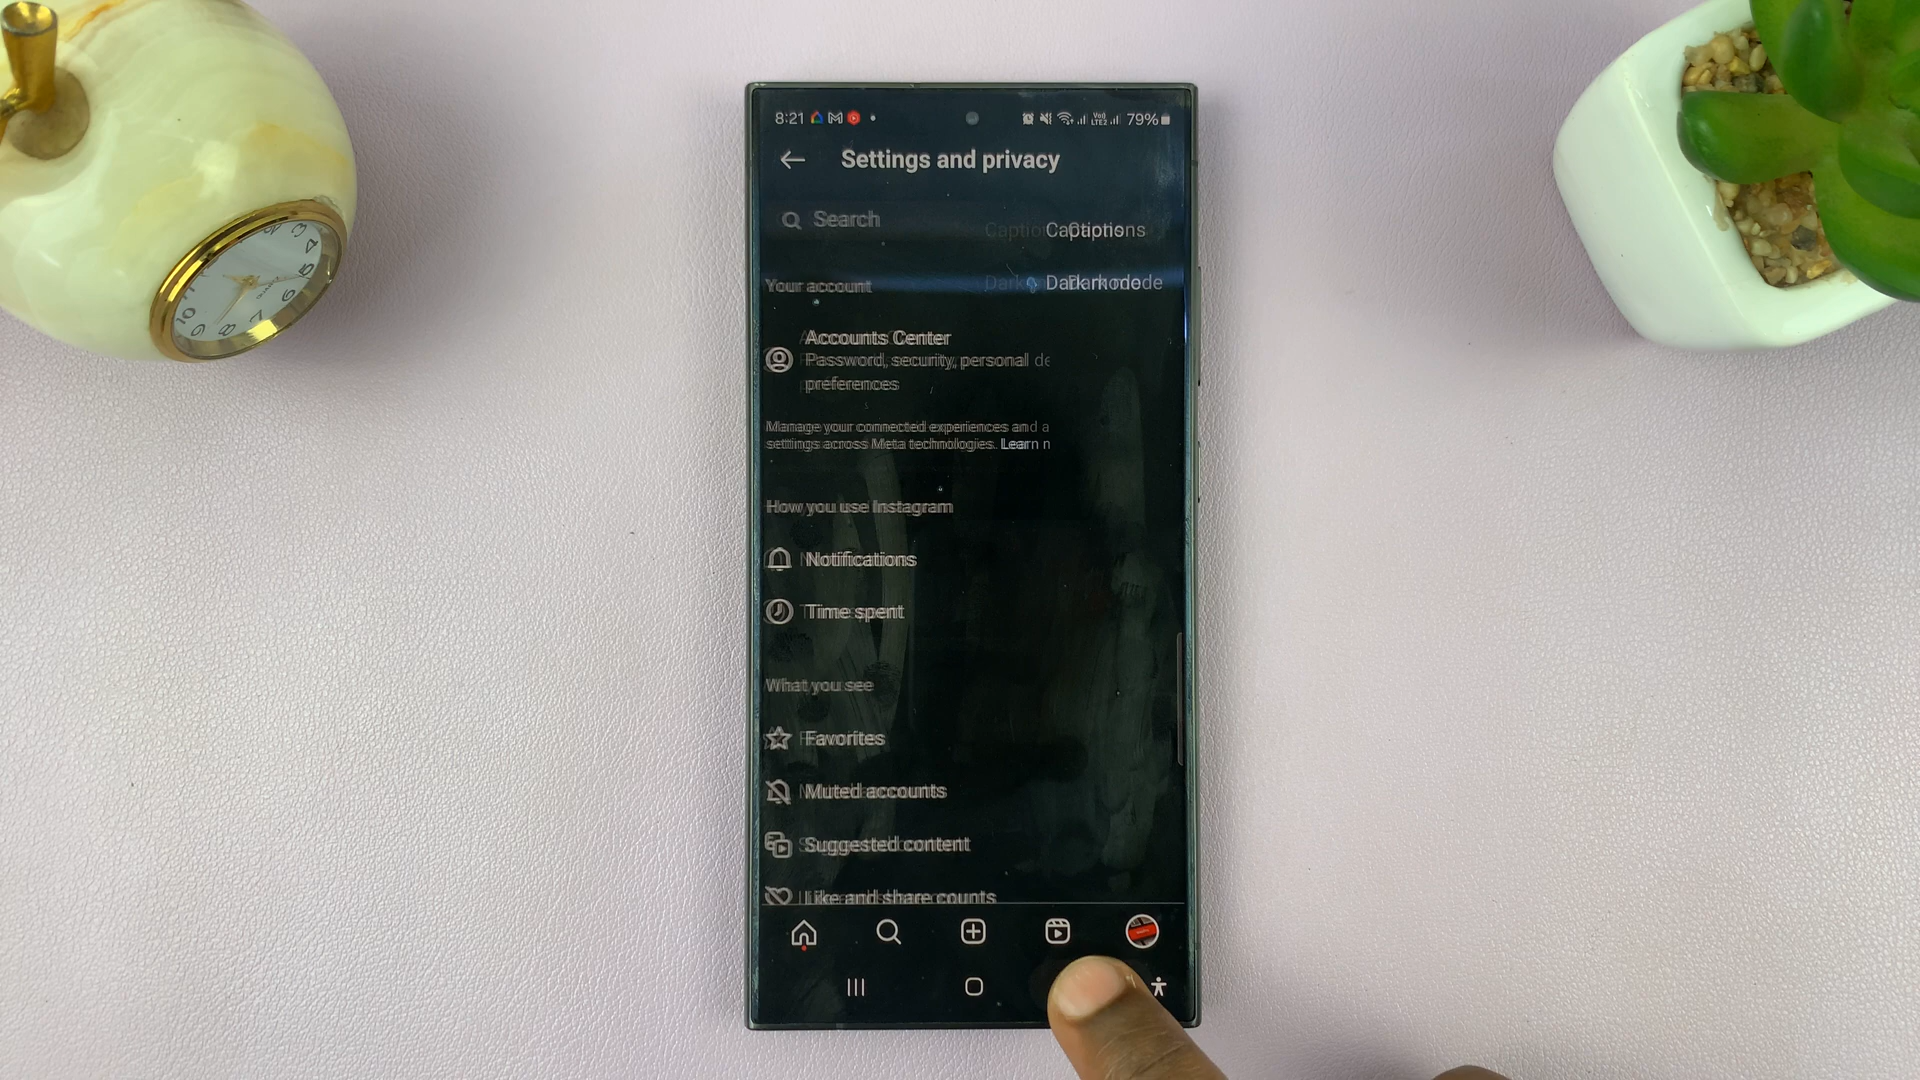 8:21 79%
Settings and privacy
Search
Captions
Your account
Dark mode
Accounts Center
Password, security, personal de
preferences
Manage your connected experiences and a
settings across Meta technologies. Learn n
How you use Instagram
Notifications
Time spent
What you see
Favorites
Muted accounts
Suggested content
Like and share counts